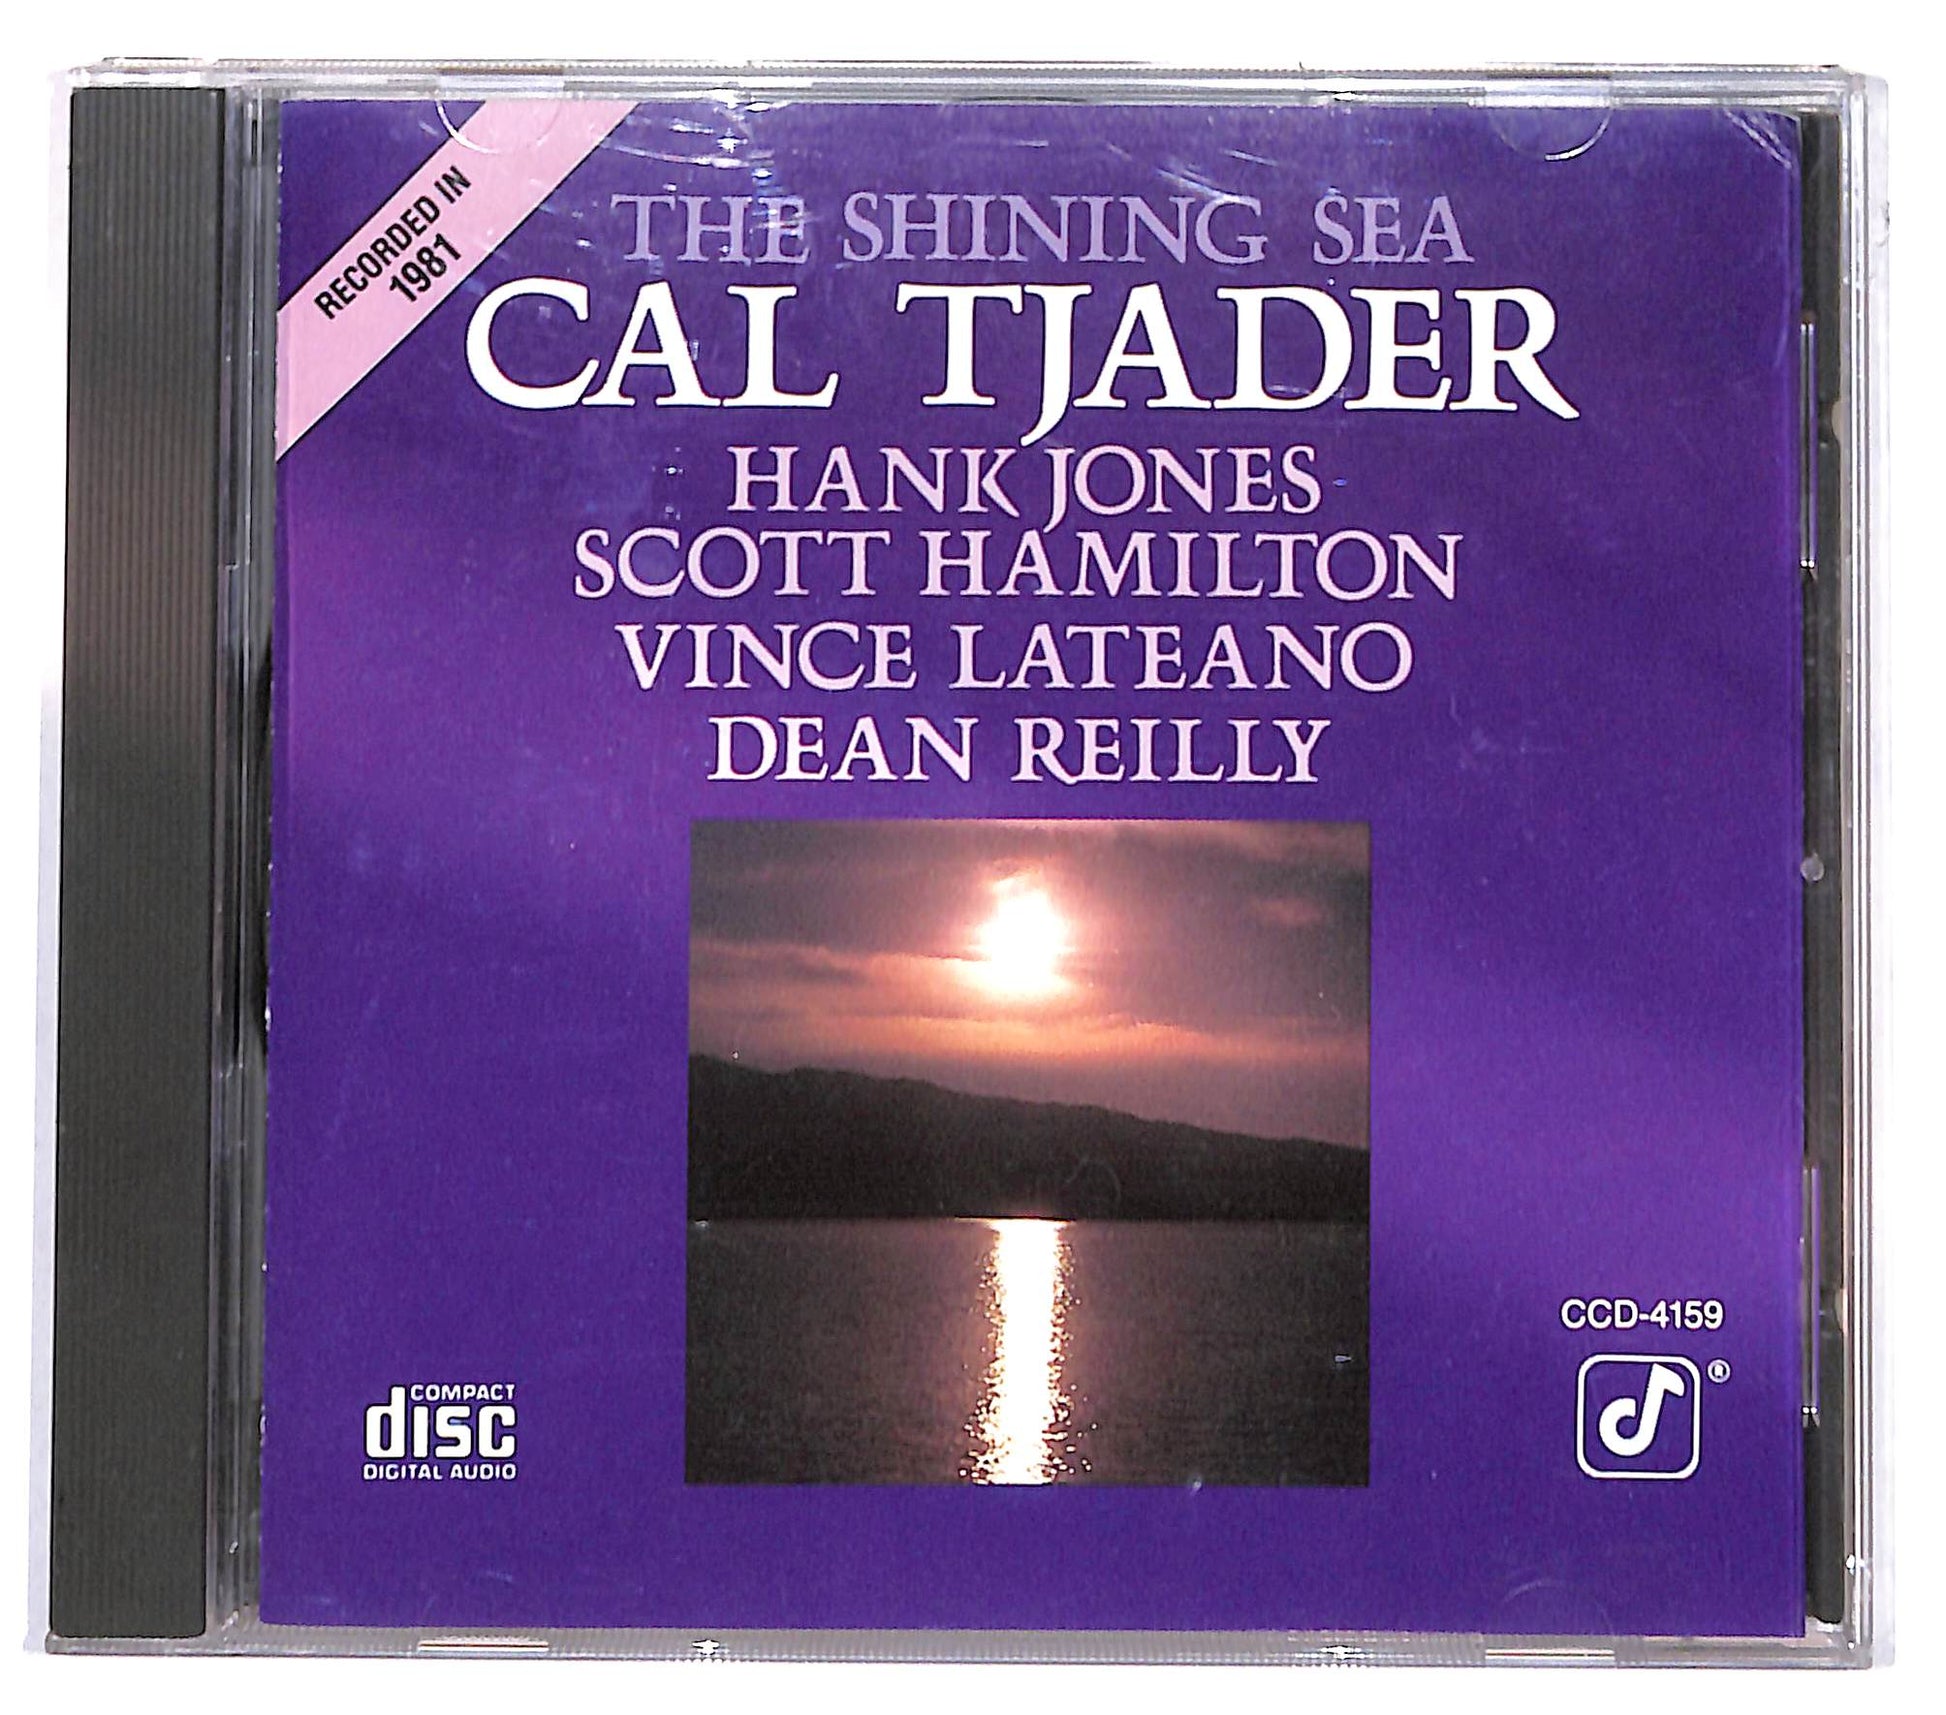 RECORDED IN
1981
THE SHINING SEA
CAL TJADER
HANK JONES
SCOTT HAMILTON
VINCE LATEANO
DEAN REILLY
CCD-4159
®
COMPACT
disc
DIGITAL AUDIO